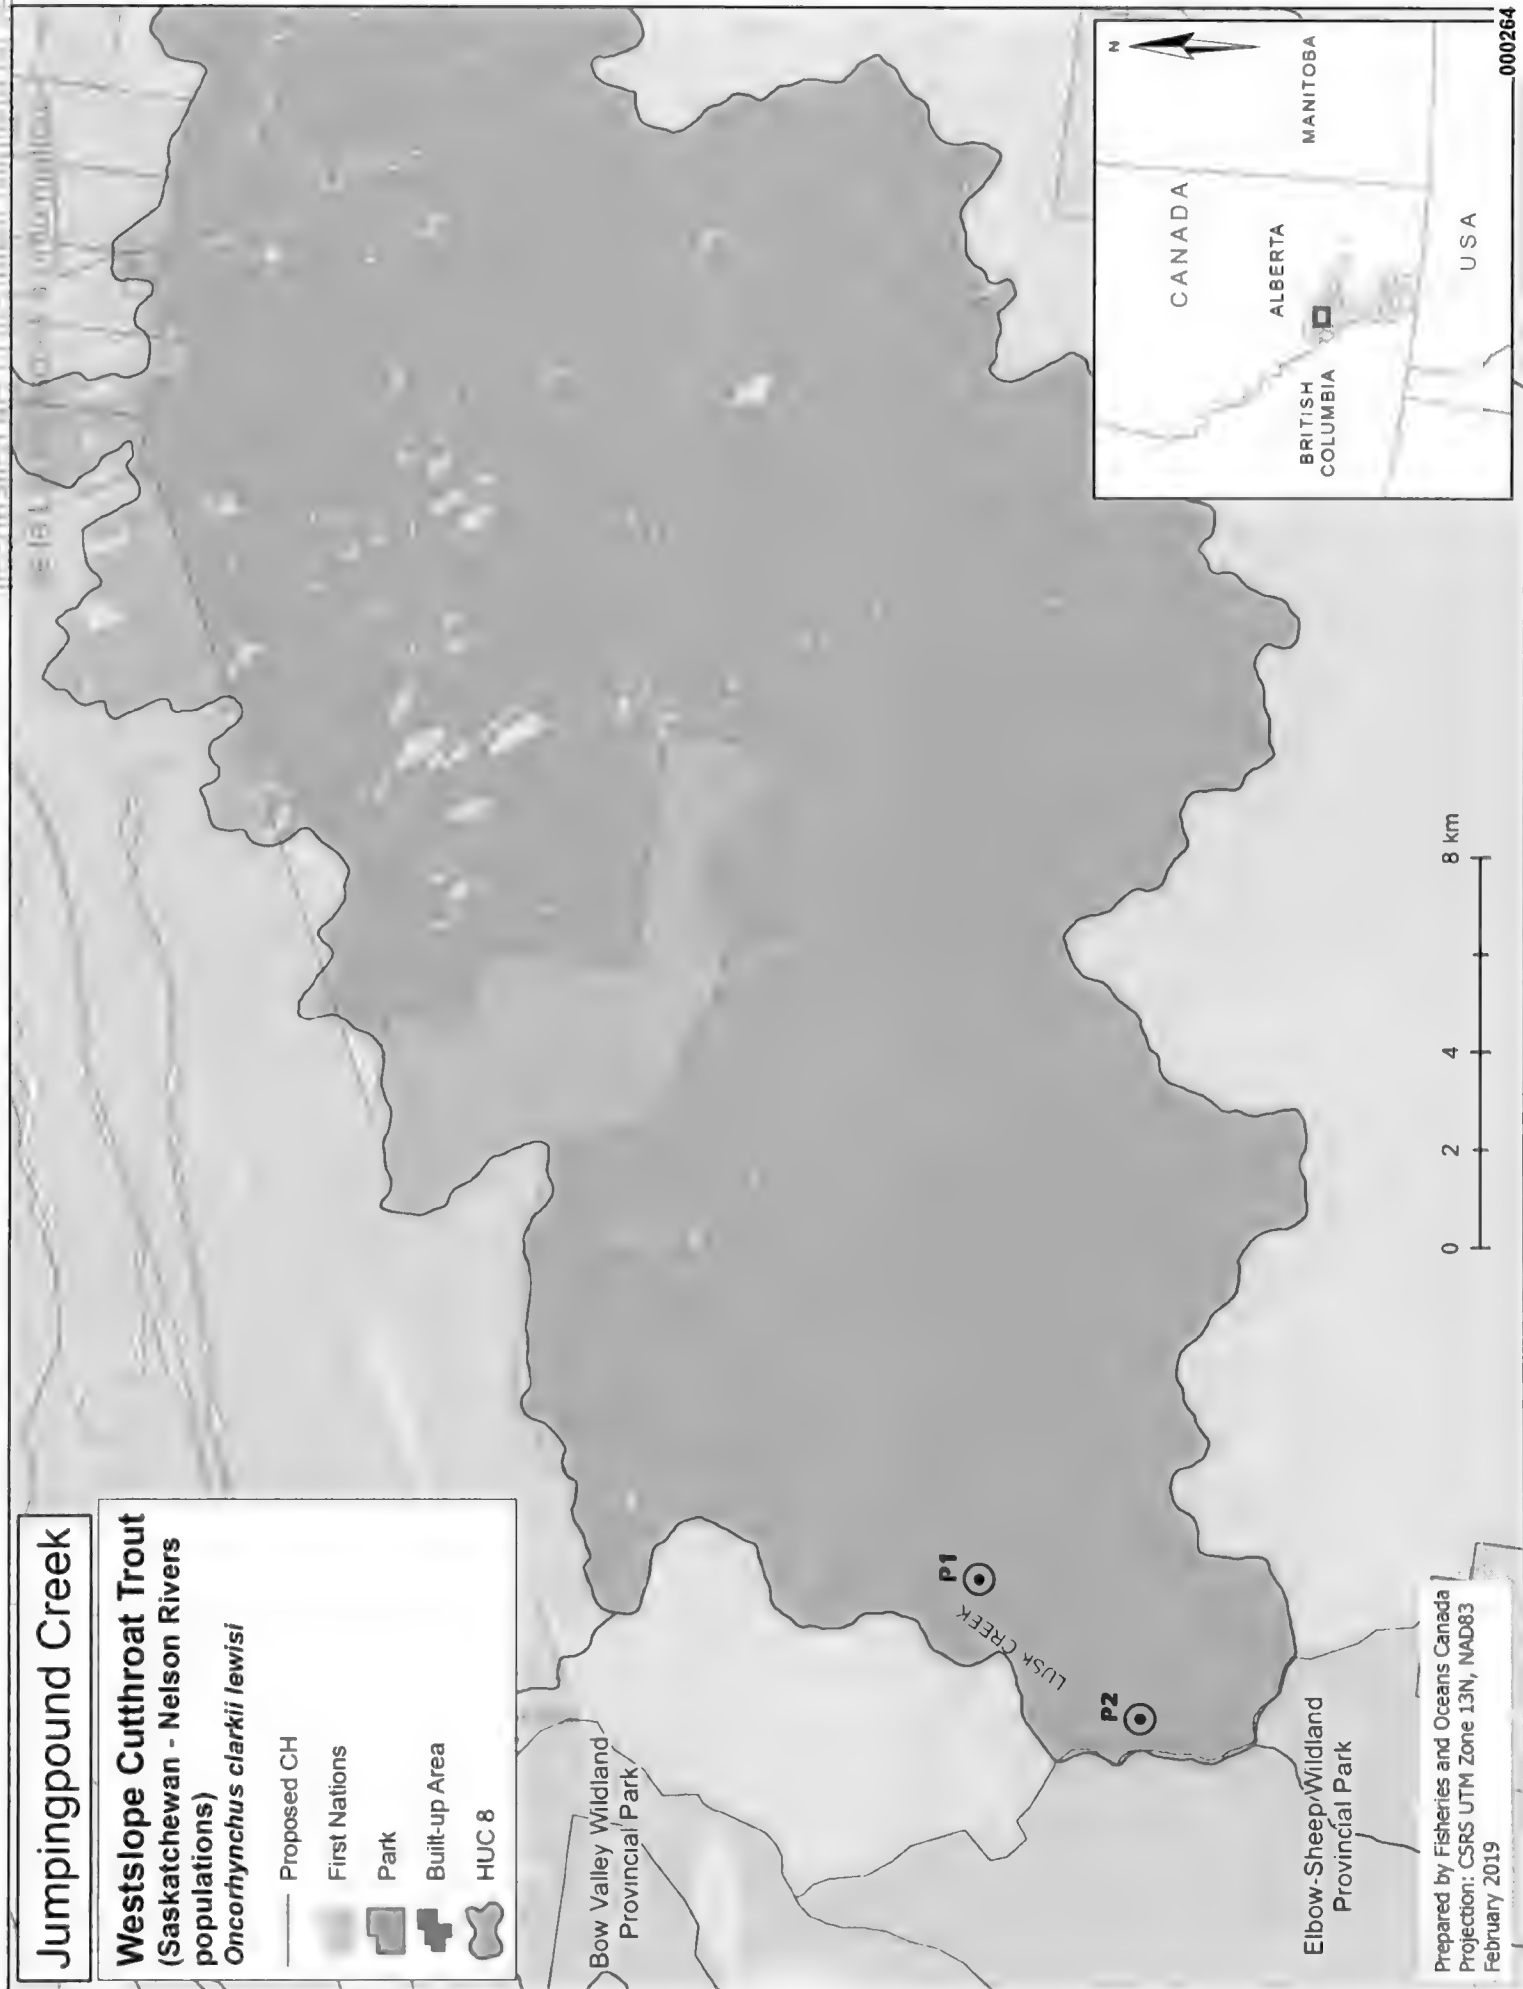 Jumpingpound Creek
Westslope Cutthroat Trout
(Saskatchewan - Nelson Rivers
populations)
Oncorhynchus clarkii lewisi
Proposed CH
First Nations
Park
Built-up Area
HUC 8
Bow Valley Wildland
Provincial Park
P1
LUSK CREEK
P2
Elbow-Sheep Wildland
Provincial Park
Prepared by Fisheries and Oceans Canada
Projection: CSRS UTM Zone 13N, NAD83
February 2019
0 2 4 8 km
N
CANADA
ALBERTA
MANITOBA
BRITISH
COLUMBIA
USA
000264